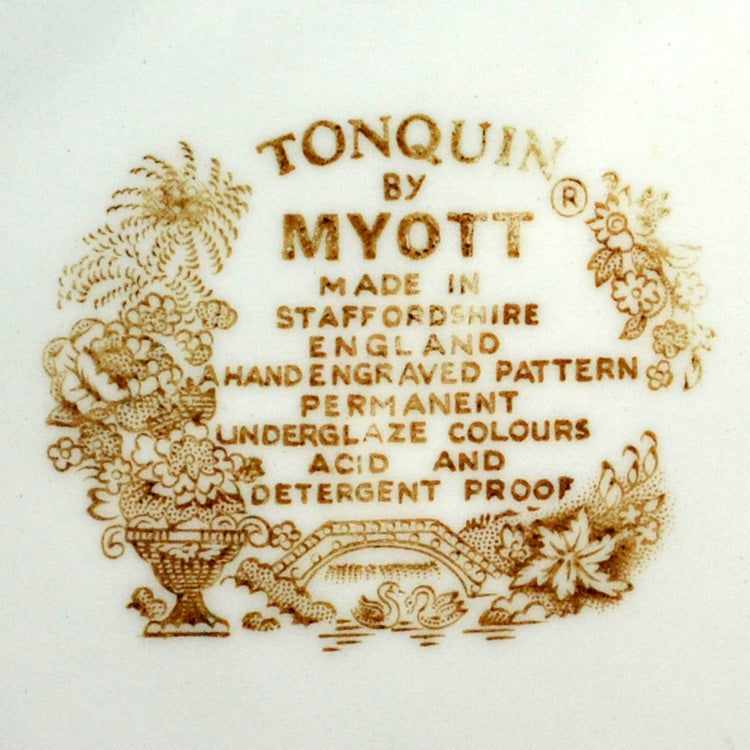 TONQUIN
BY ®
MYOTT
MADE IN
STAFFORDSHIRE
ENGLAND
A HAND ENGRAVED PATTERN
PERMANENT
UNDERGLAZE COLOURS
ACID AND
DETERGENT PROOF